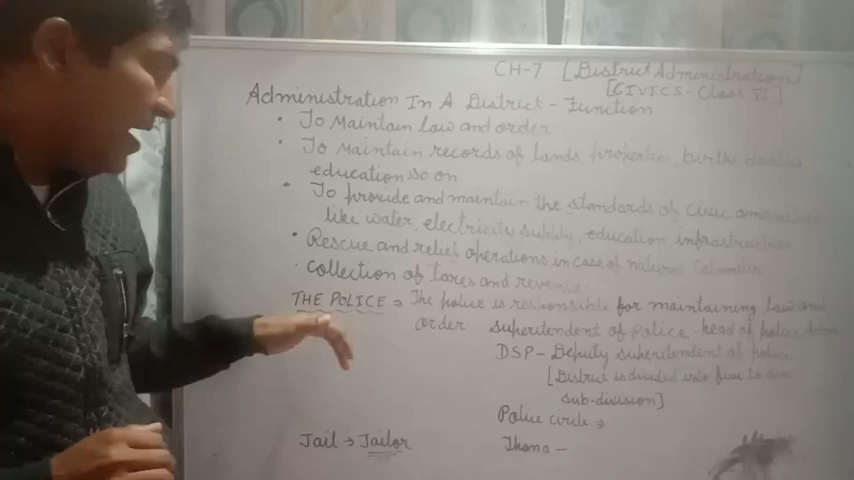 CH-7 [District Administration]
[CIVICS - Class VI]
Administration In A District - Function
• To Maintain law and order
• To Maintain records of lands properties, births deaths
education so on
• To provide and maintain the standards of civic amenities
like water, electricity supply, education infrastructure
• Rescue and relief operations in case of natural Calamities
• Collection of taxes and revenue.
THE POLICE → The police is responsible for maintaining law and
order. Superitendent of Police - head of police
DSP - Deputy superitendent of police
[District is divided into five to six
sub-division]
Police circle →
Jail → Jailor
Thana -